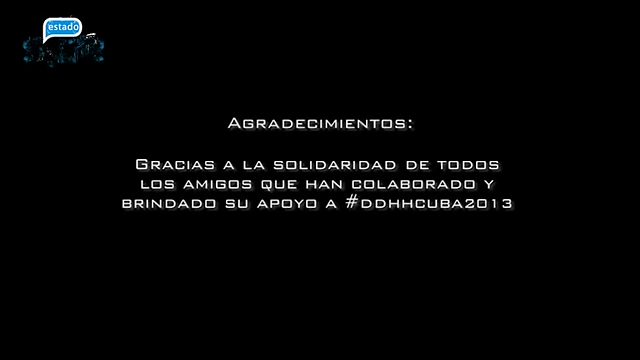 estado
Agradecimientos:
Gracias a la solidaridad de todos
los amigos que han colaborado y
brindado su apoyo a #ddhhcuba2013